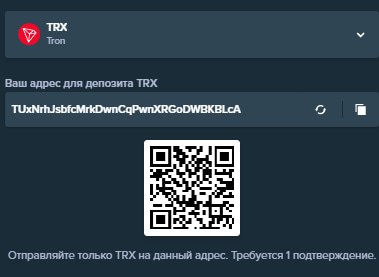 TRX
Tron
Ваш адрес для депозита TRX
TUxNrhJsbfcMrkDwnCqPwnXRGoDWBKBLcA
Отправляйте только TRX на данный адрес. Требуется 1 подтверждение.